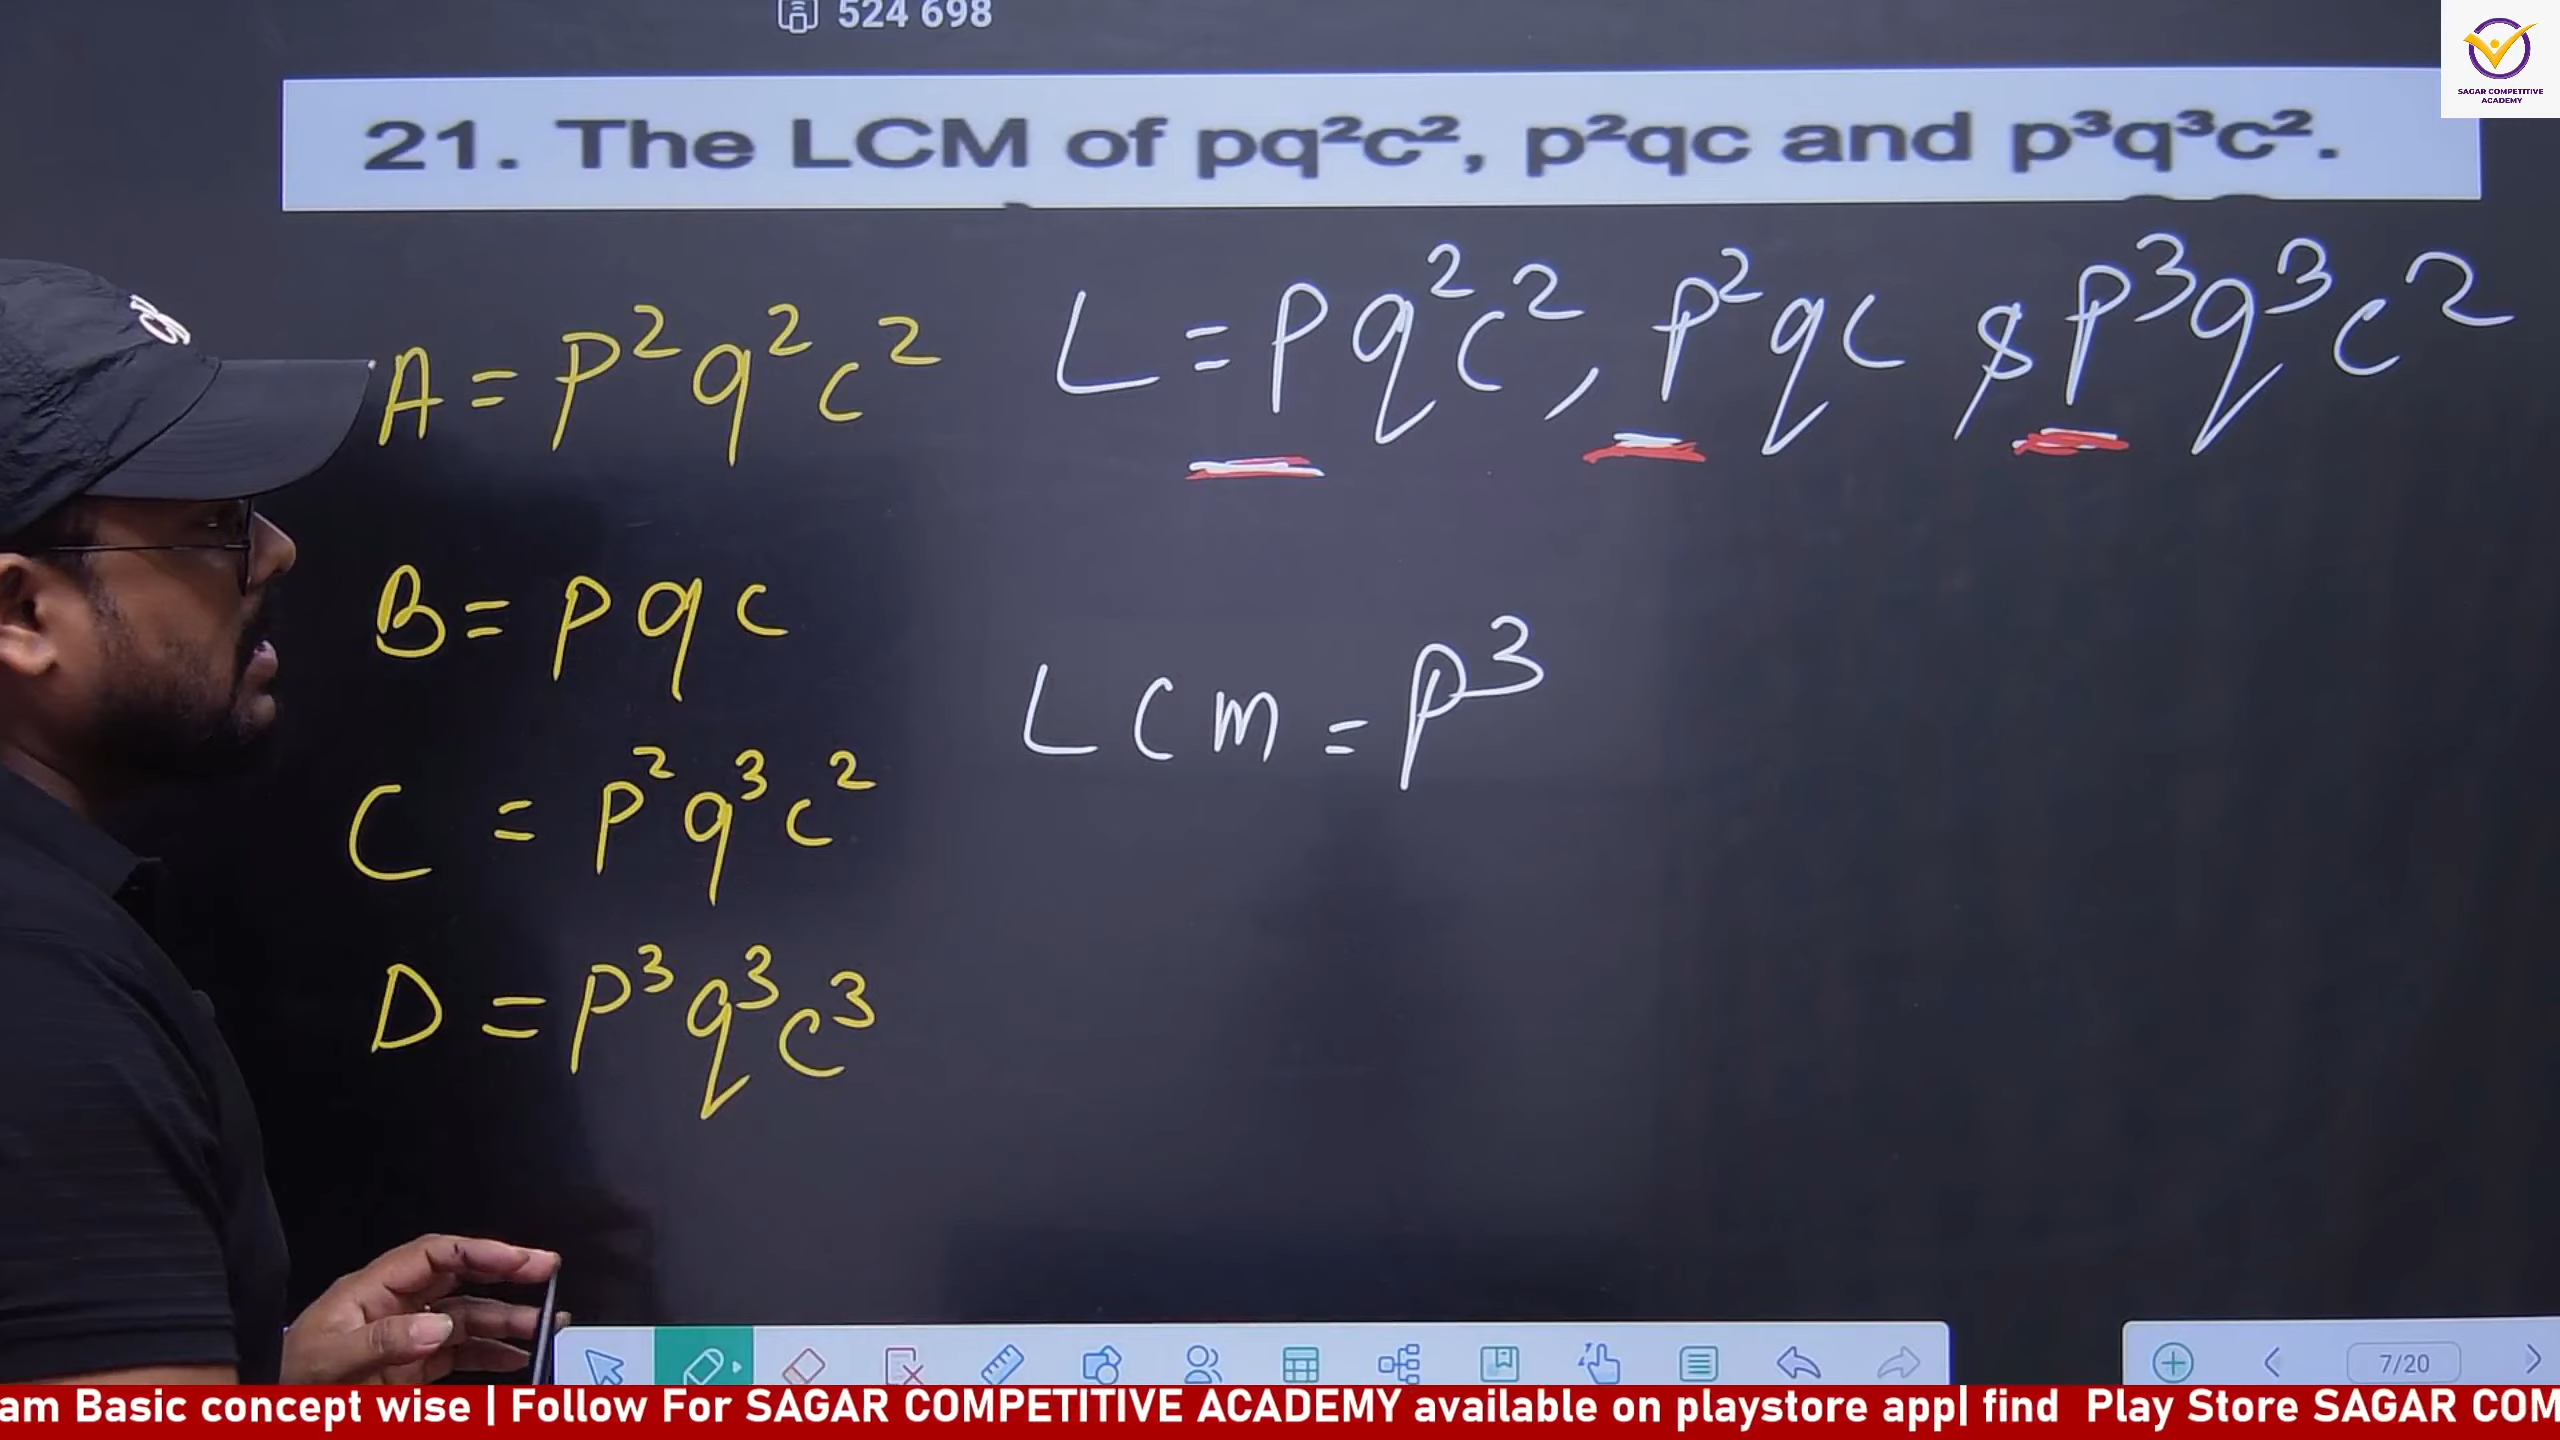 524 698
SAGAR COMPETITIVE
ACADEMY
21. The LCM of pq²c², p²qc and p³q³c².
L = pq²c², p²qc & p³q³c²
A = p²q²c²
B = pqc
LCM = p³
C = p²q³c²
D = p³q³c³
7/20
am Basic concept wise | Follow For SAGAR COMPETITIVE ACADEMY available on playstore app| find Play Store SAGAR COM